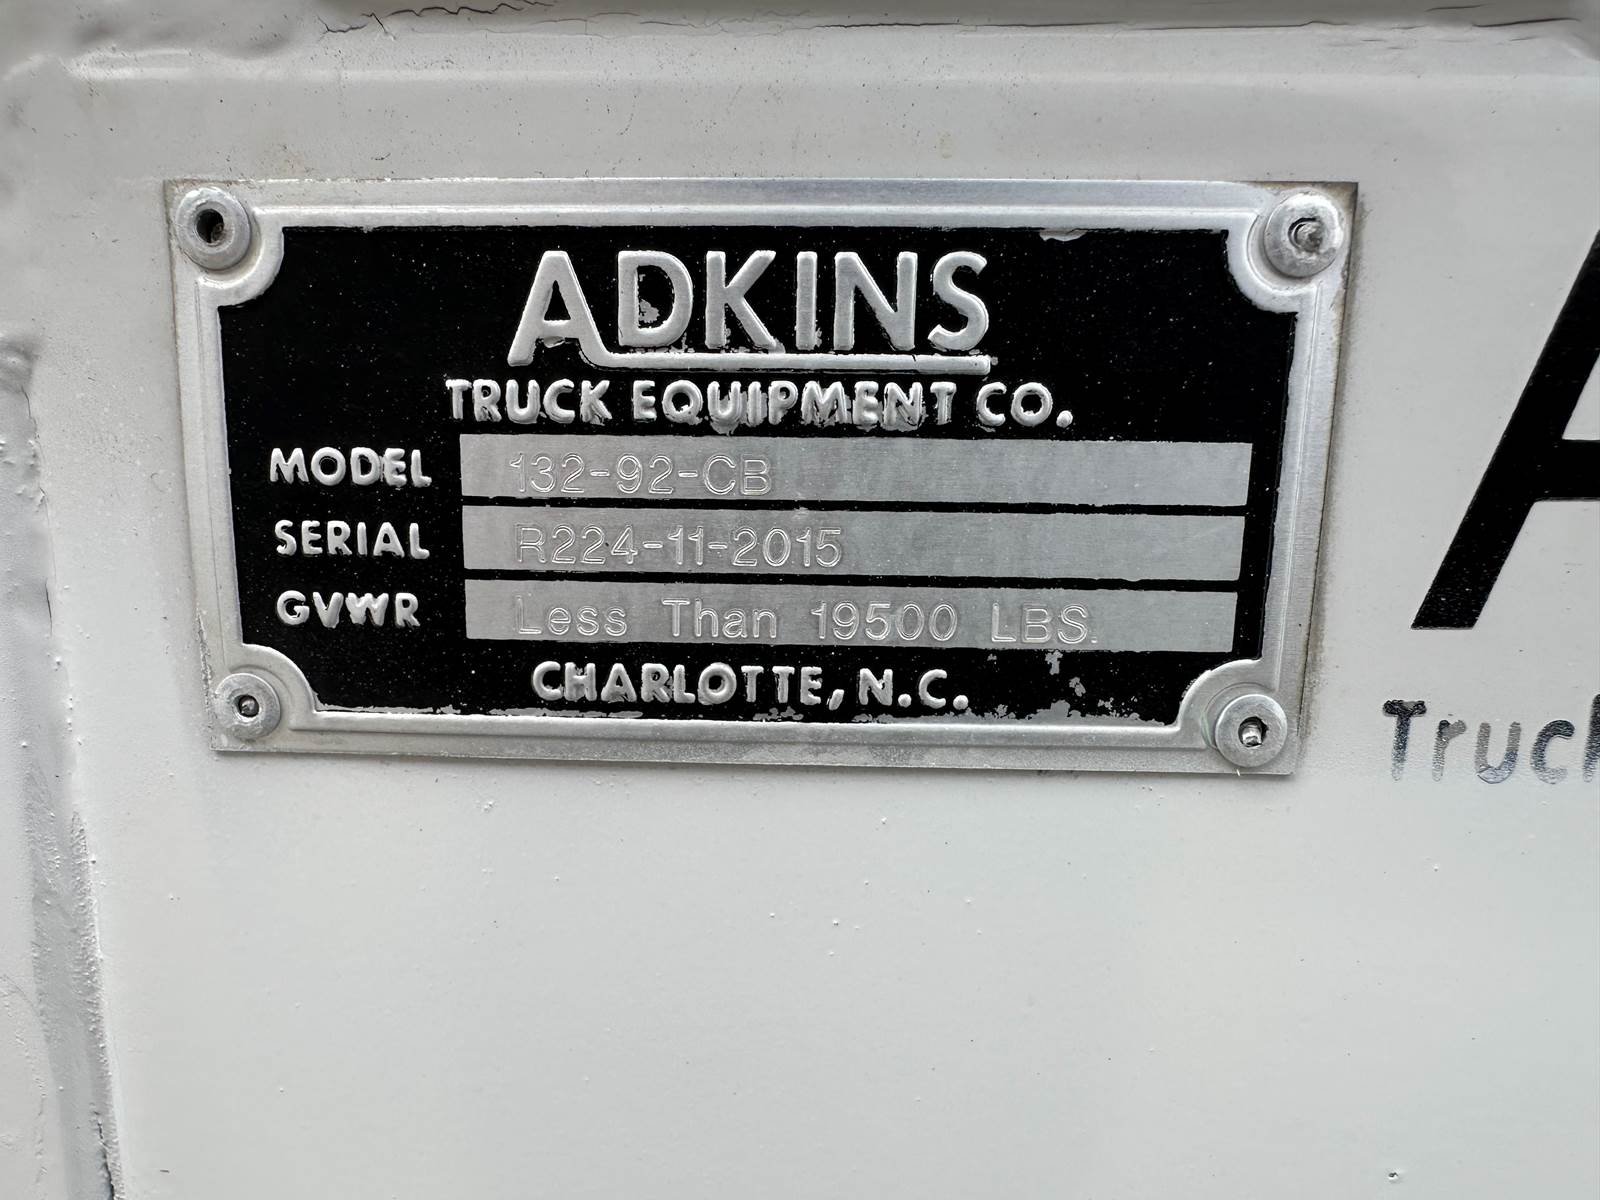 ADKINS
TRUCK EQUIPMENT CO.
MODEL 132-92-CB
SERIAL R224-11-2015
GVWR Less Than 19500 LBS.
CHARLOTTE, N.C.
A
Truck